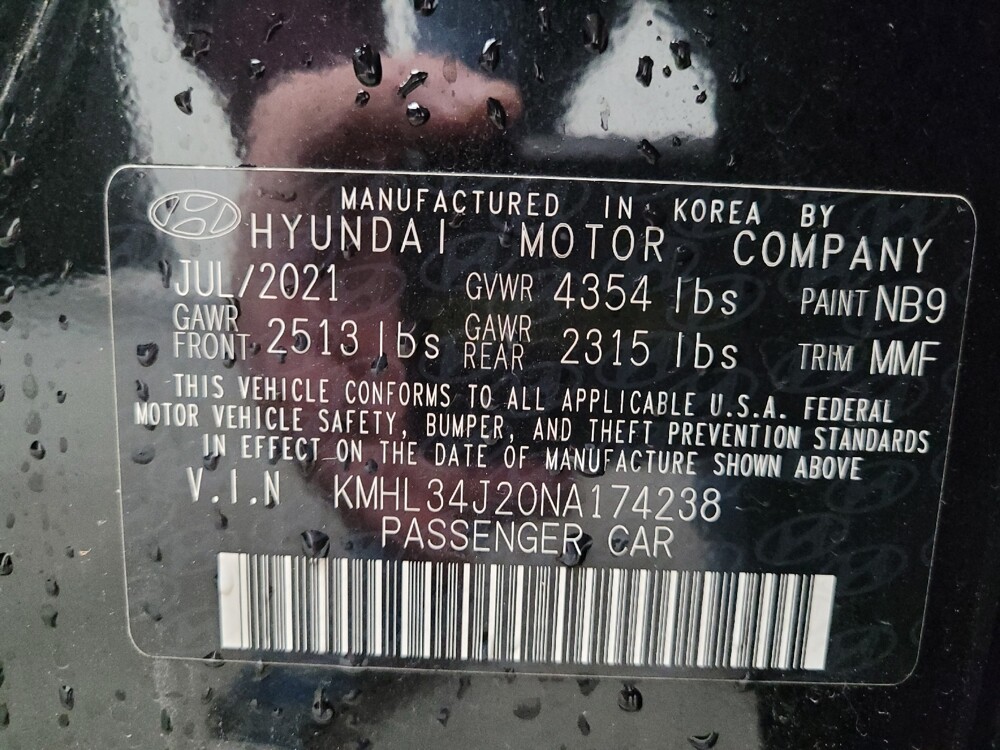 MANUFACTURED IN KOREA BY
HYUNDAI MOTOR COMPANY
JUL/2021 GVWR 4354 lbs PAINT NB9
GAWR FRONT 2513 lbs GAWR REAR 2315 lbs TRIM MMF
THIS VEHICLE CONFORMS TO ALL APPLICABLE U.S.A. FEDERAL
MOTOR VEHICLE SAFETY, BUMPER, AND THEFT PREVENTION STANDARDS
IN EFFECT ON THE DATE OF MANUFACTURE SHOWN ABOVE
V.I.N KMHL34J20NA174238
PASSENGER CAR